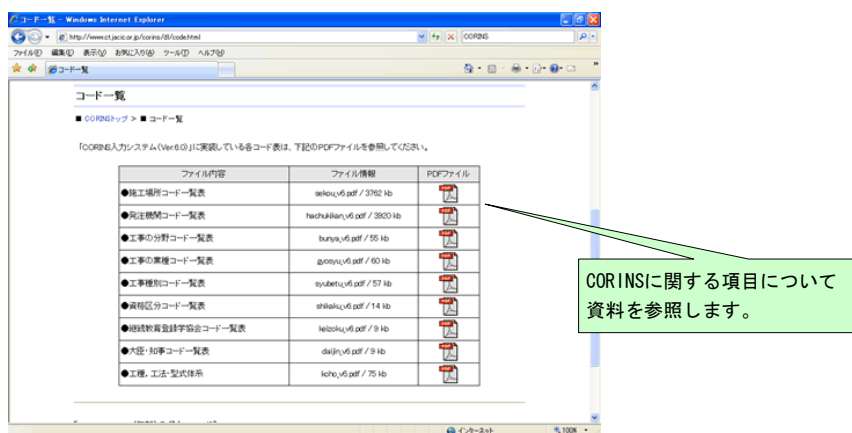 コード一覧 - Windows Internet Explorer
http://www.ct.jacic.or.jp/corins/dl/code.html
CORINS
ファイル(F) 編集(E) 表示(V) お気に入り(A) ツール(T) ヘルプ(H)
コード一覧
コード一覧
■ CORINSトップ > ■ コード一覧
「CORINS入力システム(Ver.6.0)」に実装している各コード表は、下記のPDFファイルを参照してください。
ファイル内容 ファイル情報 PDFファイル
●施工場所コード一覧表 sekou_v6.pdf / 3762 kb
●発注機関コード一覧表 hachukikan_v6.pdf / 3920 kb
●工事の分野コード一覧表 bunya_v6.pdf / 55 kb
●工事の業種コード一覧表 gyosyu_v6.pdf / 60 kb
●工事種別コード一覧表 syubetu_v6.pdf / 57 kb
●資格区分コード一覧表 shikaku_v6.pdf / 14 kb
●継続教育登録学協会コード一覧表 keizoku_v6.pdf / 9 kb
●大臣・知事コード一覧表 daijin_v6.pdf / 9 kb
●工種，工法・型式体系 koho_v6.pdf / 75 kb
CORINSに関する項目について
資料を参照します。
インターネット 100%